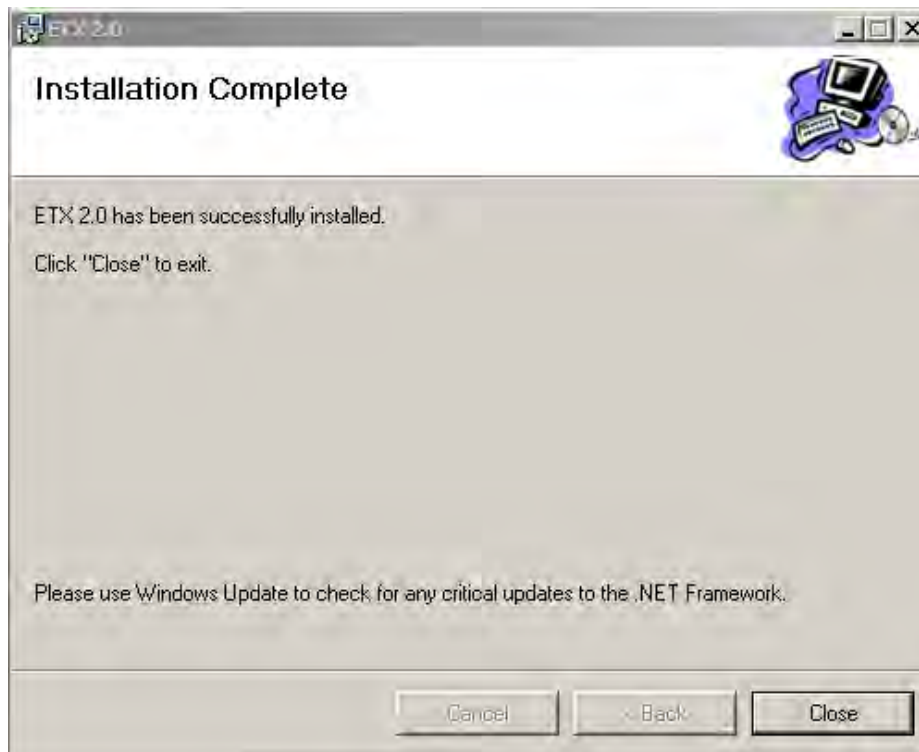 ETX 2.0
Installation Complete
ETX 2.0 has been successfully installed.
Click "Close" to exit.
Please use Windows Update to check for any critical updates to the .NET Framework.
Cancel
< Back
Close